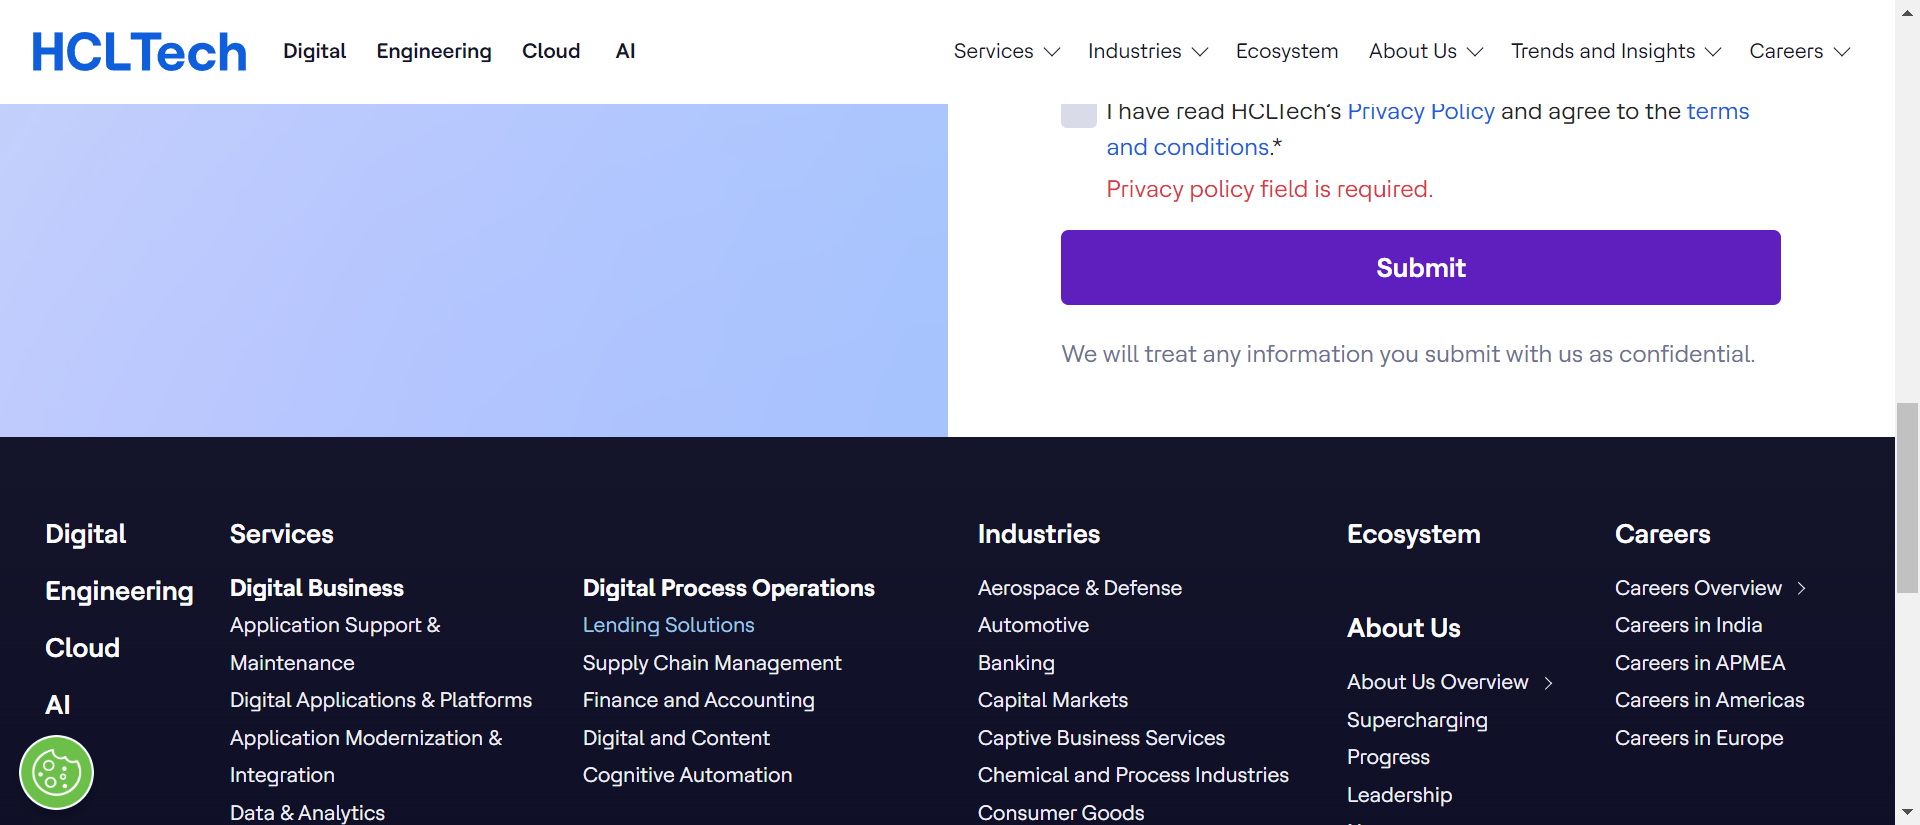 HCLTech Digital Engineering Cloud AI Services Industries Ecosystem About Us Trends and Insights Careers
I have read HCLTech's Privacy Policy and agree to the terms
and conditions.*
Privacy policy field is required.
Submit
We will treat any information you submit with us as confidential.
Digital
Engineering
Cloud
AI
Services
Digital Business
Application Support &
Maintenance
Digital Applications & Platforms
Application Modernization &
Integration
Data & Analytics
Digital Process Operations
Lending Solutions
Supply Chain Management
Finance and Accounting
Digital and Content
Cognitive Automation
Industries
Aerospace & Defense
Automotive
Banking
Capital Markets
Captive Business Services
Chemical and Process Industries
Consumer Goods
Ecosystem
About Us
About Us Overview
Supercharging
Progress
Leadership
Careers
Careers Overview
Careers in India
Careers in APMEA
Careers in Americas
Careers in Europe